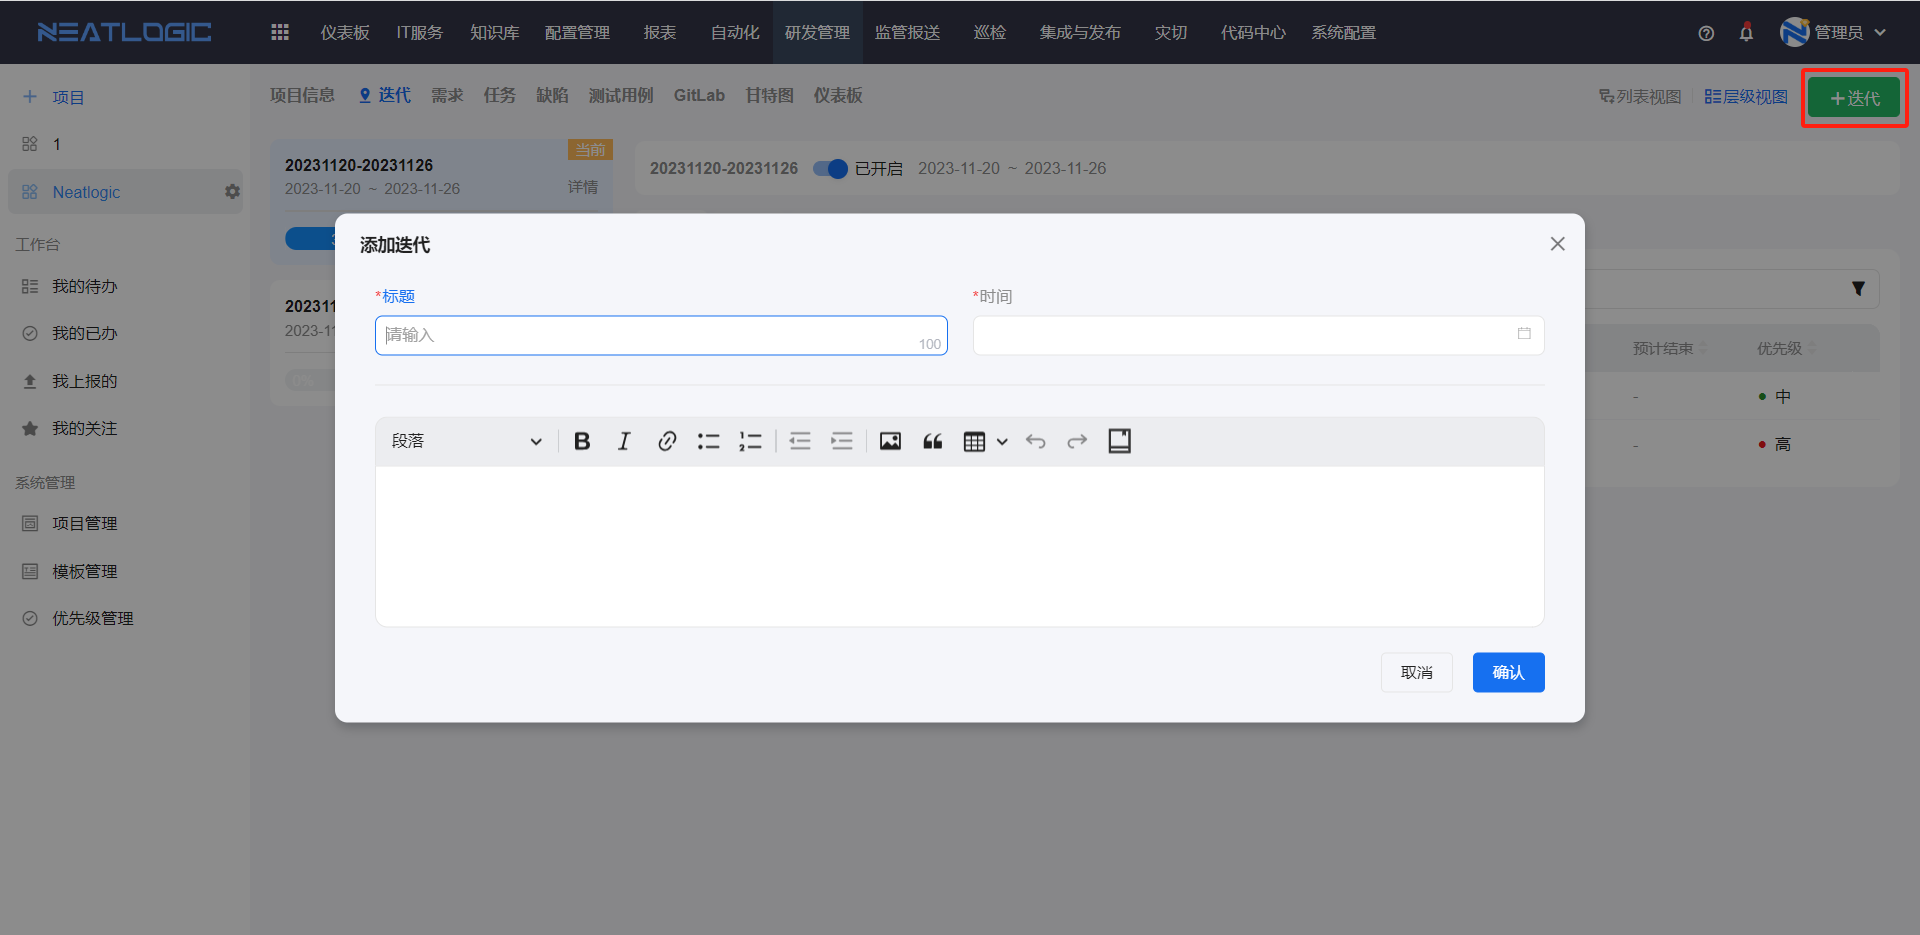 NEATLOGIC 仪表板 IT服务 知识库 配置管理 报表 自动化 研发管理 监管报送 巡检 集成与发布 灾切 代码中心 系统配置 管理员
项目
1
Neatlogic
工作台
我的待办
我的已办
我上报的
我的关注
系统管理
项目管理
模板管理
优先级管理
项目信息 迭代 需求 任务 缺陷 测试用例 GitLab 甘特图 仪表板 列表视图 层级视图 +迭代
当前
20231120-20231126
2023-11-20 ~ 2023-11-26 详情
20231120-20231126 已开启 2023-11-20 ~ 2023-11-26
202311
2023-11
0%
预计结束 优先级
- 中
- 高
添加迭代
*标题 *时间
请输入 100
段落
取消 确认